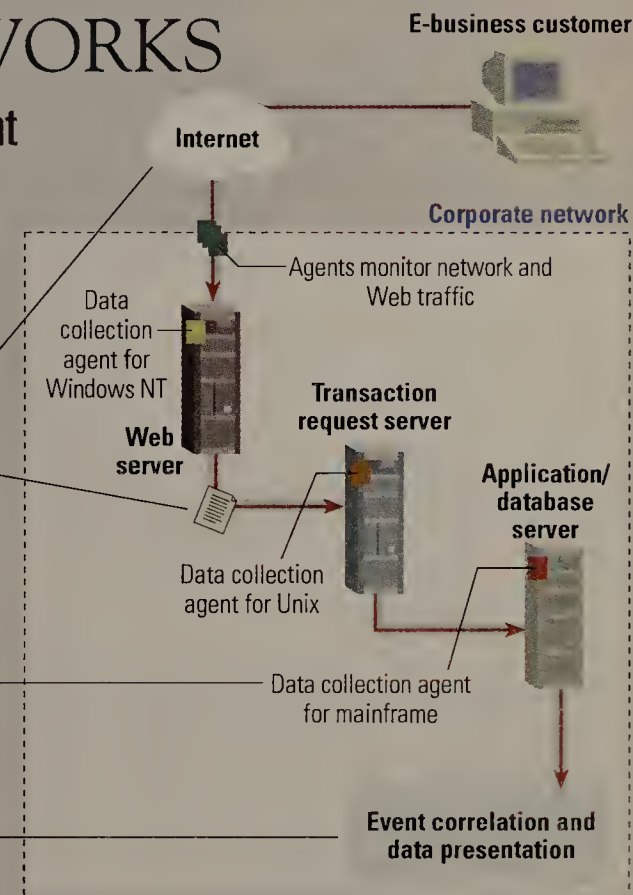 E-business customer
WORKS
Internet
Corporate network
Agents monitor network and
Web traffic
Data
collection
agent for
Windows NT
Web
server
Transaction
request server
Application/
database
server
Data collection
agent for Unix
Data collection agent
for mainframe
Event correlation and
data presentation